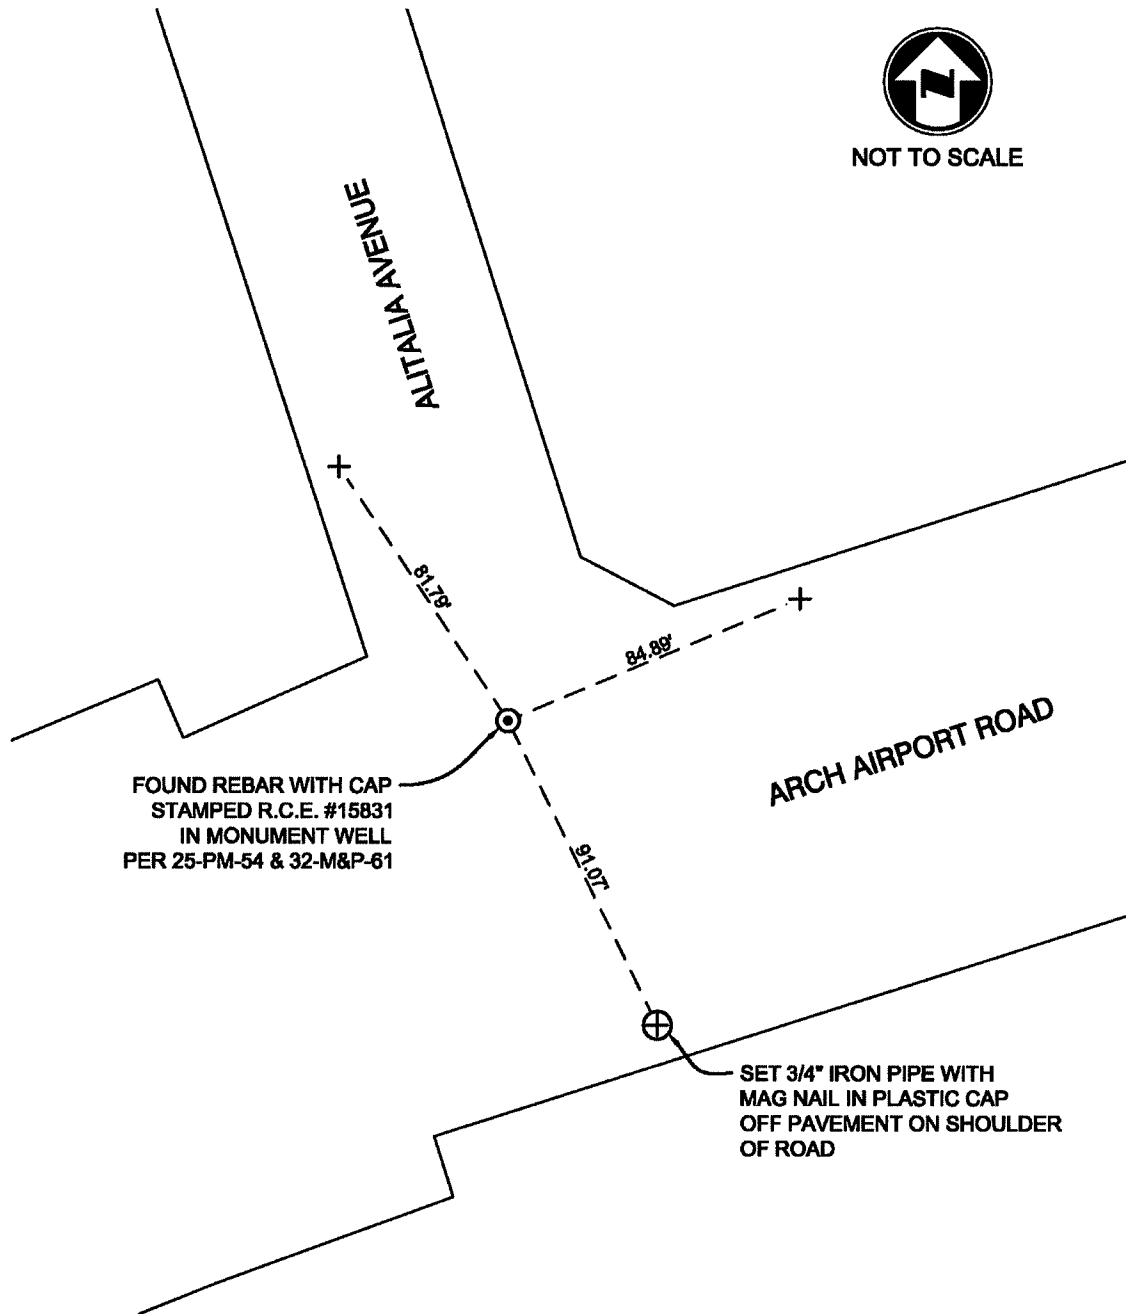 N
NOT TO SCALE
ALITALIA AVENUE
81.79'
84.89'
ARCH AIRPORT ROAD
FOUND REBAR WITH CAP
STAMPED R.C.E. #15831
IN MONUMENT WELL
PER 25-PM-54 & 32-M&P-61
91.07'
SET 3/4" IRON PIPE WITH
MAG NAIL IN PLASTIC CAP
OFF PAVEMENT ON SHOULDER
OF ROAD